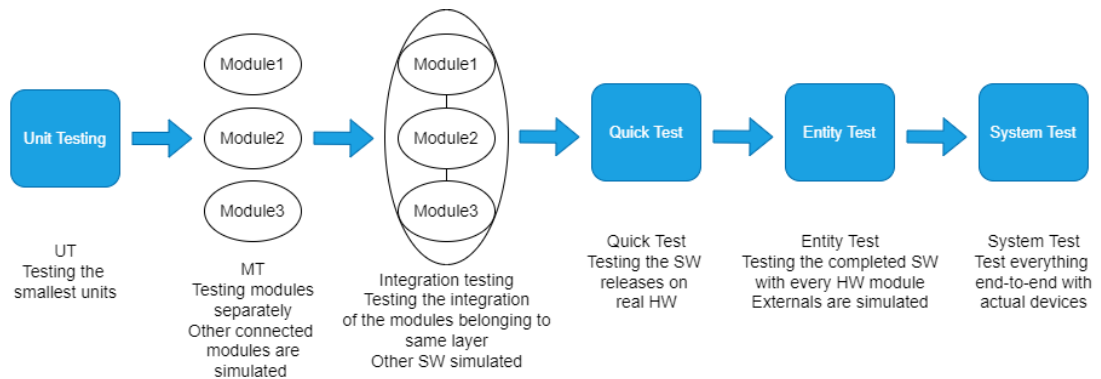 Unit Testing
Module1
Module2
Module3
Module1
Module2
Module3
Quick Test
Entity Test
System Test
UT
Testing the
smallest units
MT
Testing modules
separately
Other connected
modules are
simulated
Integration testing
Testing the integration
of the modules belonging to
same layer
Other SW simulated
Quick Test
Testing the SW
releases on
real HW
Entity Test
Testing the completed SW
with every HW module
Externals are simulated
System Test
Test everything
end-to-end with
actual devices